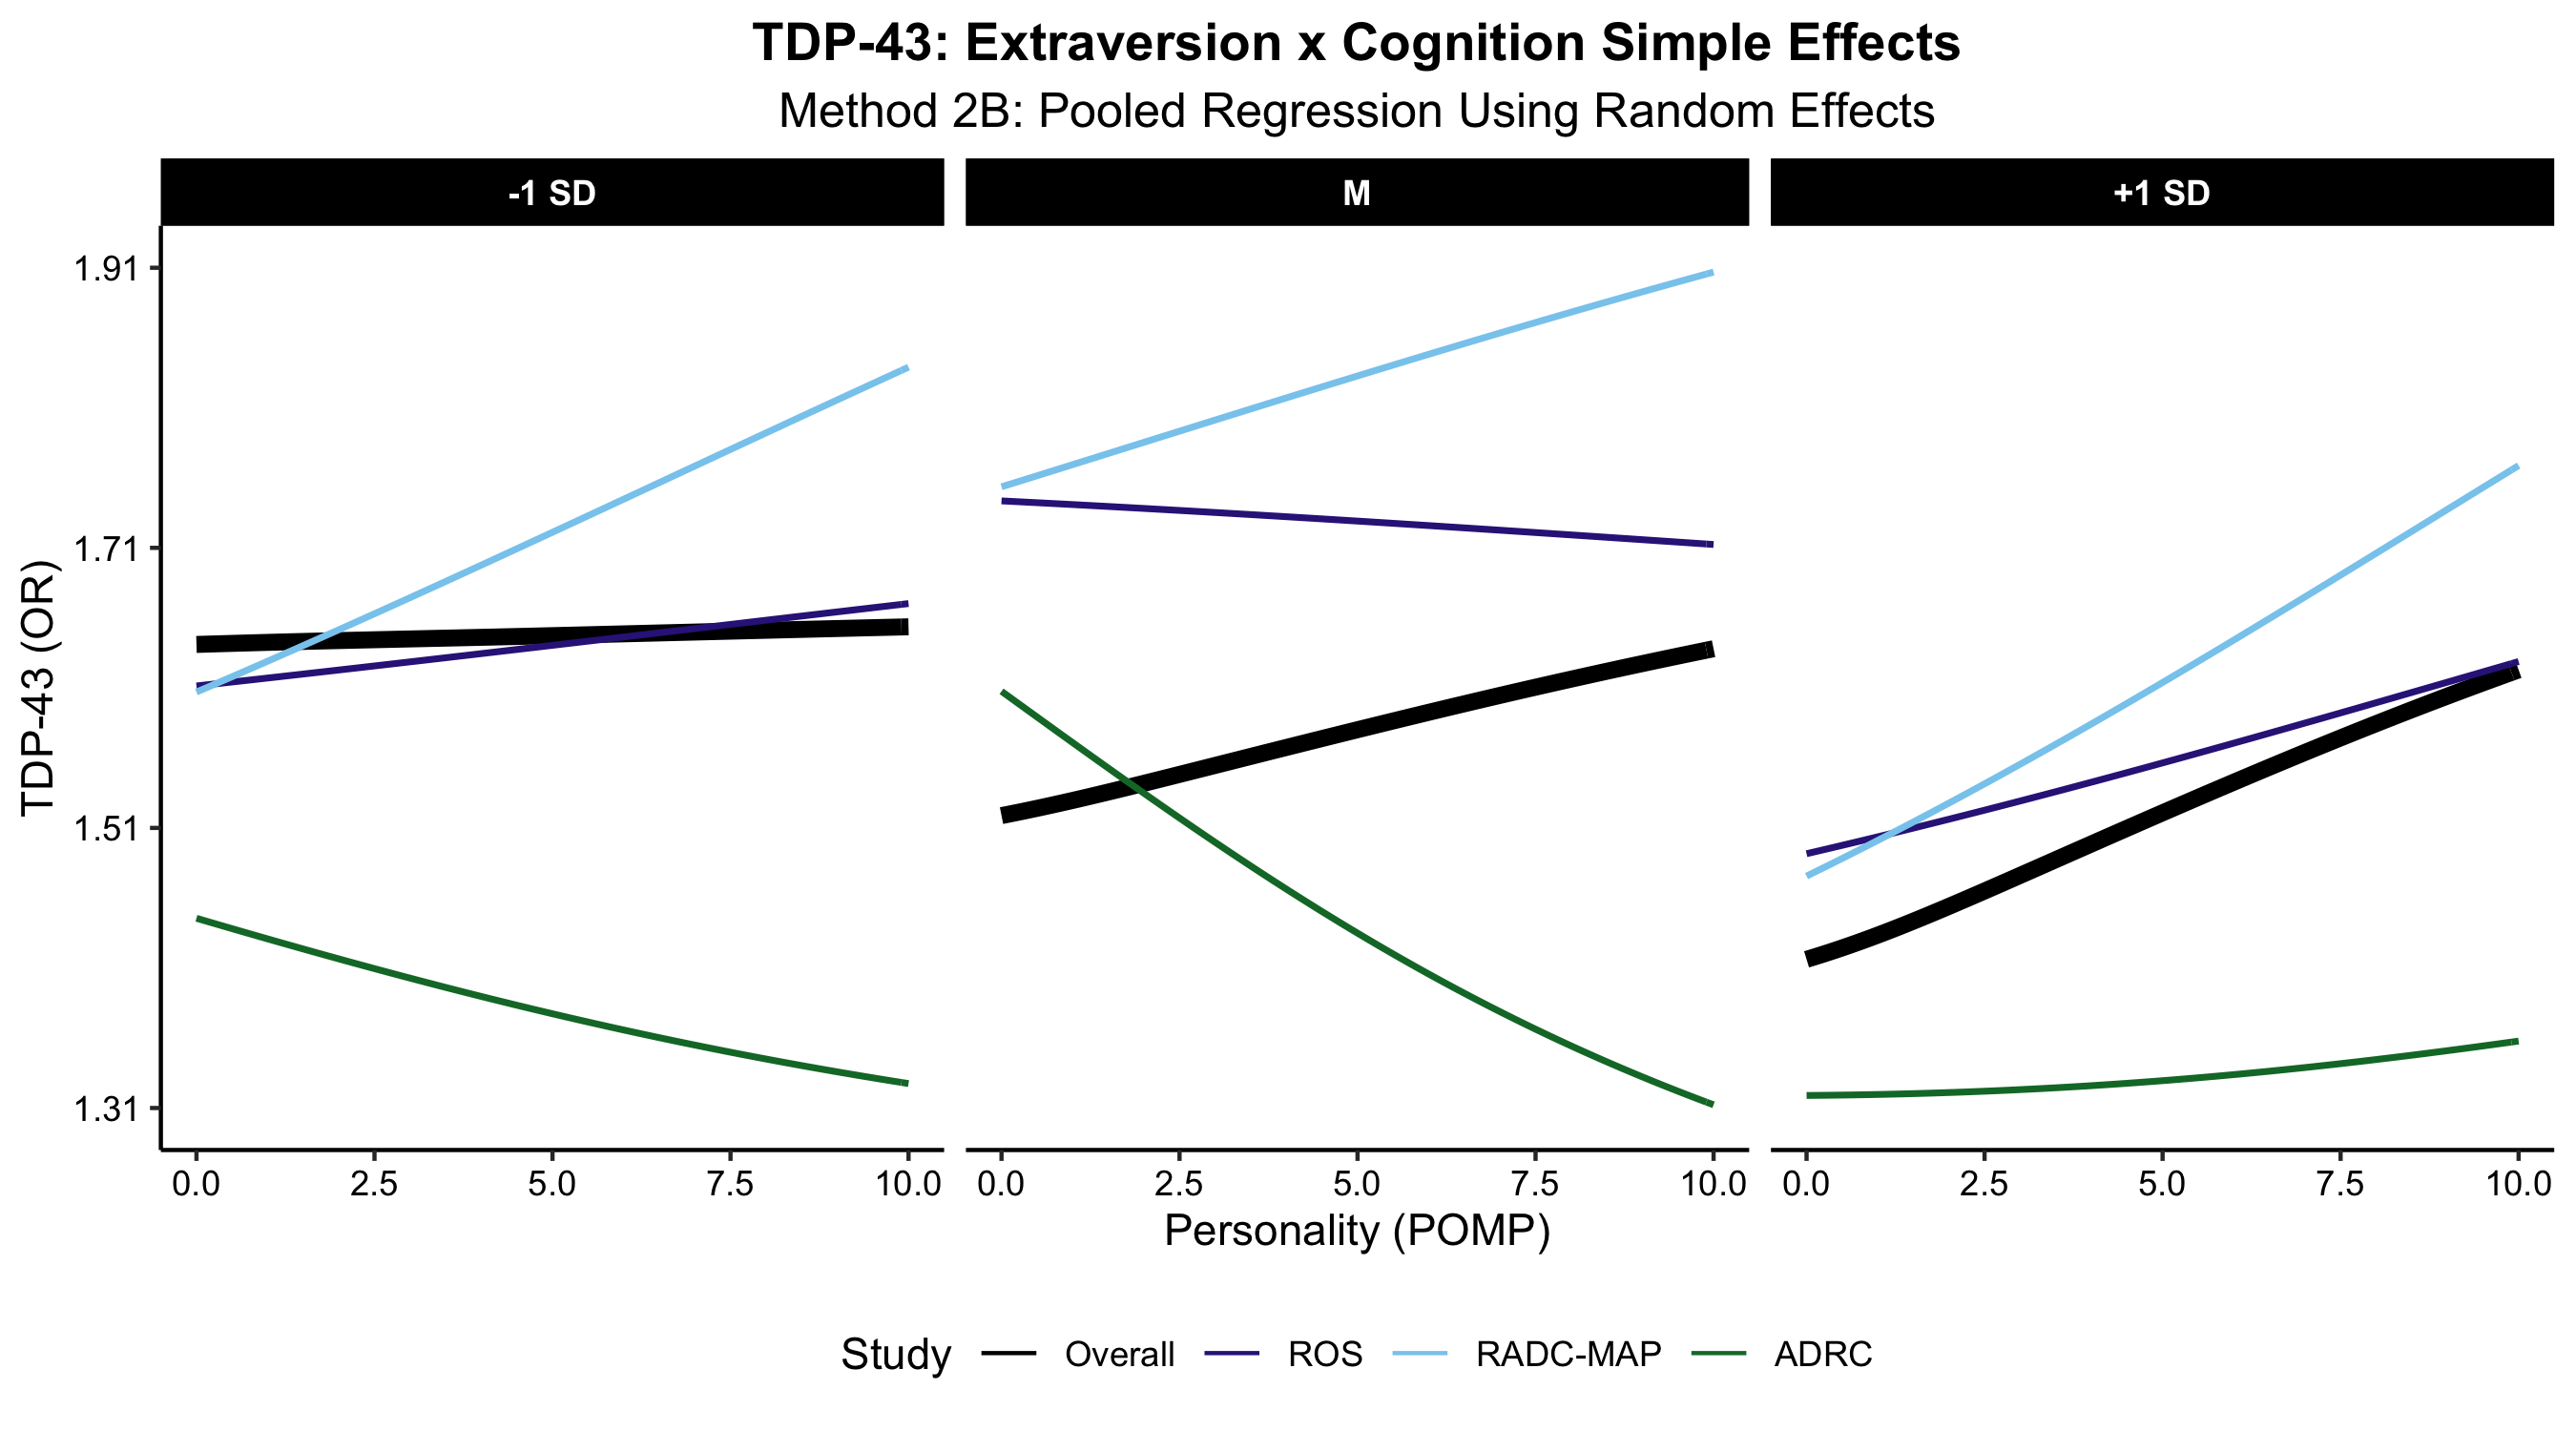 TDP-43: Extraversion x Cognition Simple Effects
Method 2B: Pooled Regression Using Random Effects
-1 SD
M
+1 SD
TDP-43 (OR)
1.91
1.71
1.51
1.31
0.0 2.5 5.0 7.5 10.0
0.0 2.5 5.0 7.5 10.0
0.0 2.5 5.0 7.5 10.0
Personality (POMP)
Study Overall ROS RADC-MAP ADRC